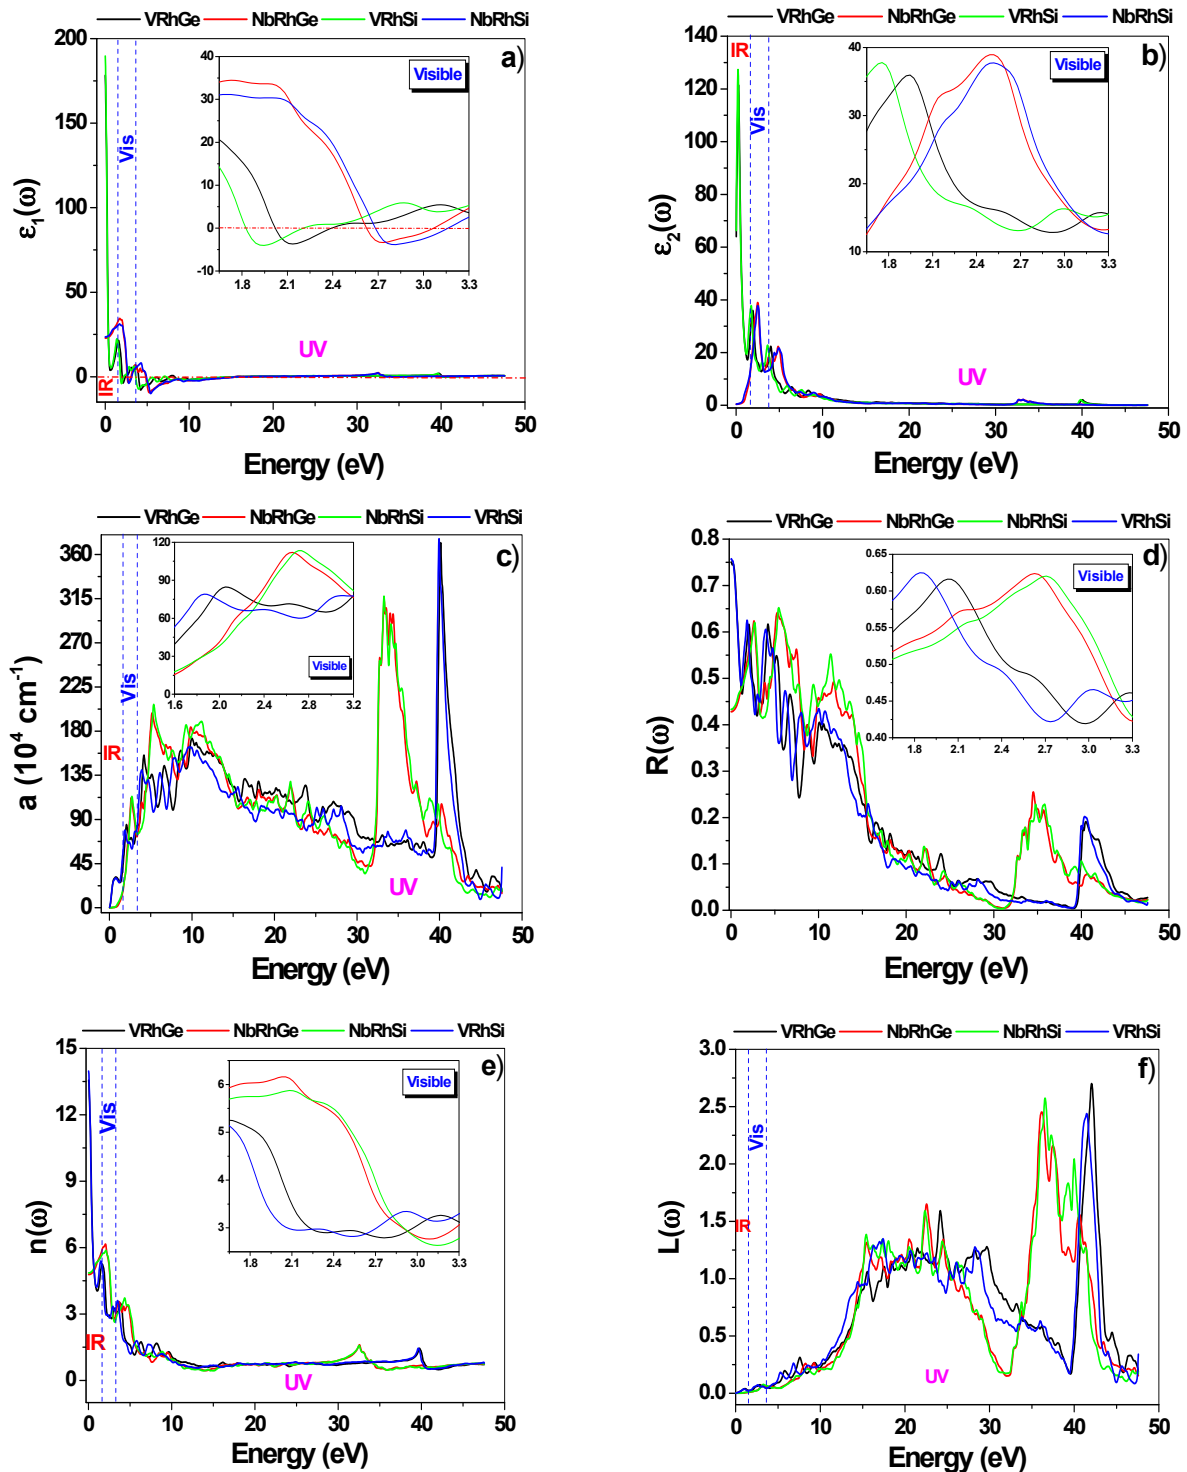 VRhGe NbRhGe VRhSi NbRhSi
a)
Visible
40
30
20
10
0
-10
1.8 2.1 2.4 2.7 3.0 3.3
200
175
150
125
100
75
50
25
0
ε1(ω)
IR
Vis
UV
0 10 20 30 40 50
Energy (eV)
VRhGe NbRhGe VRhSi NbRhSi
b)
IR
Visible
40
30
20
10
1.8 2.1 2.4 2.7 3.0 3.3
140
120
100
80
60
40
20
0
ε2(ω)
Vis
UV
0 10 20 30 40 50
Energy (eV)
VRhGe NbRhGe NbRhSi VRhSi
c)
120
90
60
30
0
1.6 2.0 2.4 2.8 3.2
Visible
360
315
270
225
180
135
90
45
0
a (10⁴ cm⁻¹)
IR
Vis
UV
0 10 20 30 40 50
Energy (eV)
VRhGe NbRhGe NbRhSi VRhSi
d)
Visible
0.65
0.60
0.55
0.50
0.45
0.40
1.8 2.1 2.4 2.7 3.0 3.3
0.8
0.7
0.6
0.5
0.4
0.3
0.2
0.1
0.0
R(ω)
0 10 20 30 40 50
Energy (eV)
VRhGe NbRhGe NbRhSi VRhSi
e)
Visible
6
5
4
3
1.8 2.1 2.4 2.7 3.0 3.3
15
12
9
6
3
0
n(ω)
IR
Vis
UV
0 10 20 30 40 50
Energy (eV)
VRhGe NbRhGe NbRhSi VRhSi
f)
3.0
2.5
2.0
1.5
1.0
0.5
0.0
L(ω)
IR
Vis
UV
0 10 20 30 40 50
Energy (eV)